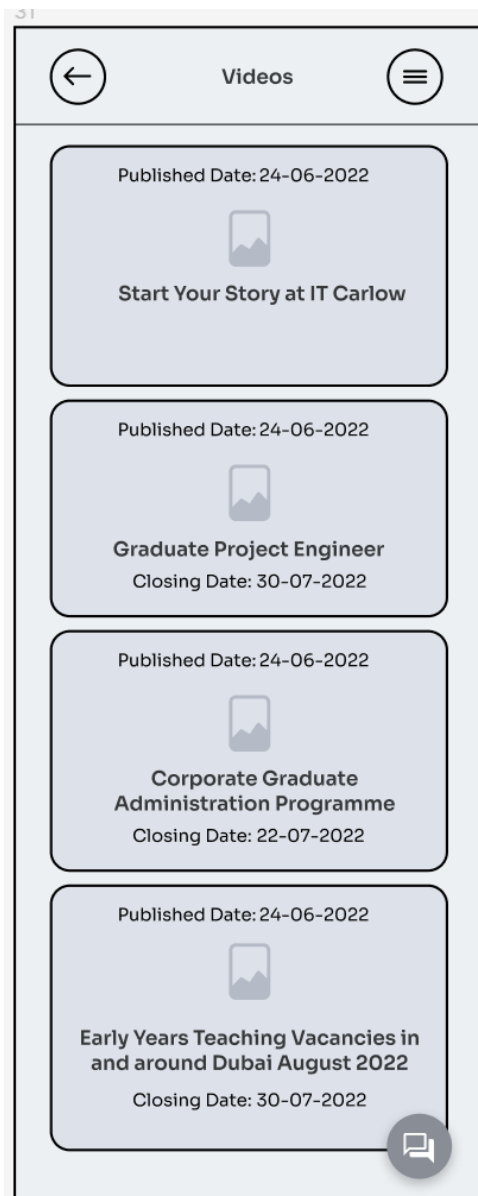 31
Videos
Published Date: 24-06-2022
Start Your Story at IT Carlow
Published Date: 24-06-2022
Graduate Project Engineer
Closing Date: 30-07-2022
Published Date: 24-06-2022
Corporate Graduate
Administration Programme
Closing Date: 22-07-2022
Published Date: 24-06-2022
Early Years Teaching Vacancies in
and around Dubai August 2022
Closing Date: 30-07-2022